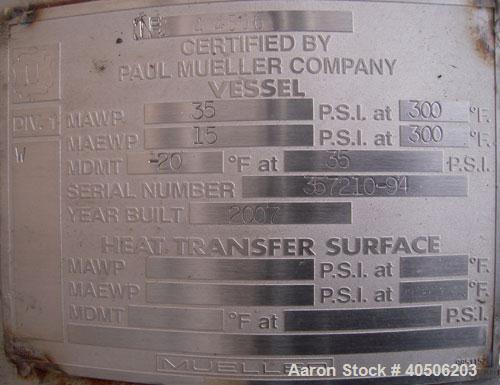 CERTIFIED BY
PAUL MUELLER COMPANY
VESSEL
U
DIV. 1
W
MAWP 35 P.S.I. at 300 °F.
MAEWP 15 P.S.I. at 300 °F.
MDMT -20 °F at 35 P.S.I.
SERIAL NUMBER 357210-94
YEAR BUILT 2007
HEAT TRANSFER SURFACE
MAWP P.S.I. at °F.
MAEWP P.S.I. at °F.
MDMT °F at P.S.I.
MUELLER
Aaron Stock # 40506203